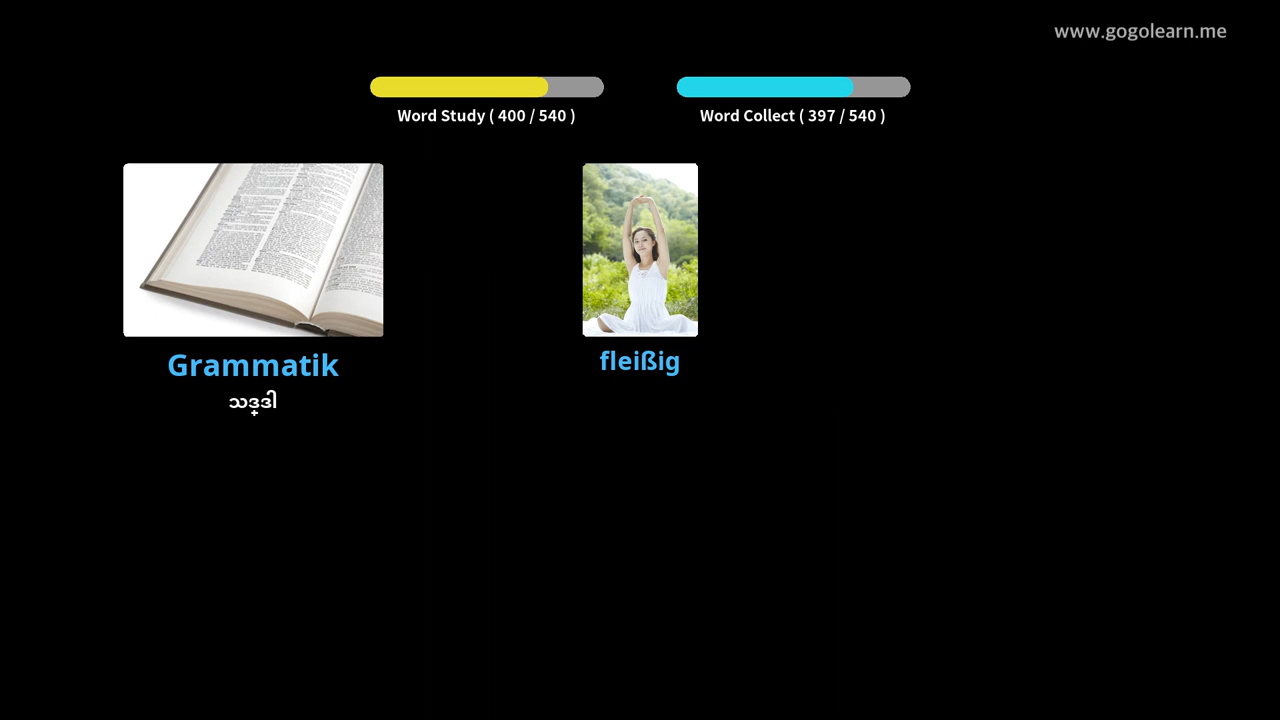 www.gogolearn.me
Word Study ( 400 / 540 )
Word Collect ( 397 / 540 )
Grammatik
fleißig
သဒ္ဒါ